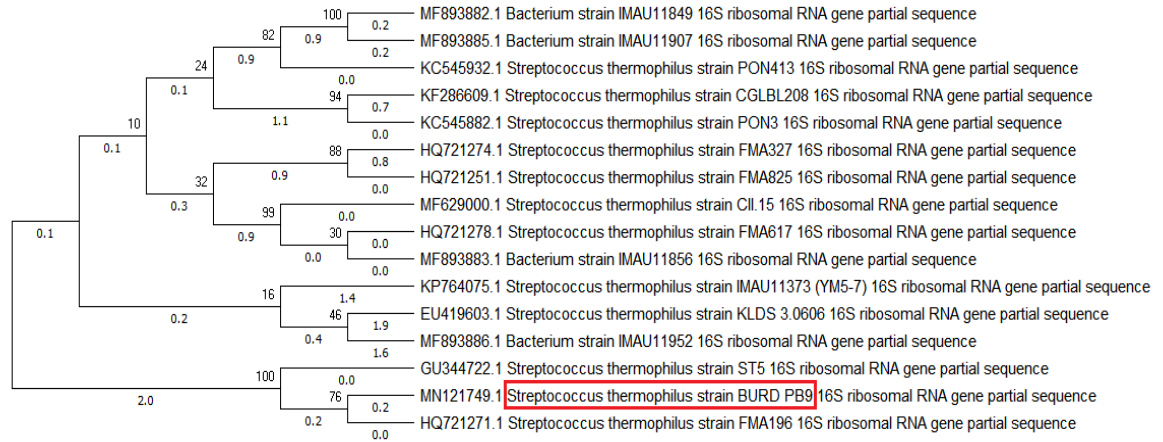 100
0.2
MF893882.1 Bacterium strain IMAU11849 16S ribosomal RNA gene partial sequence
82
0.9
0.2
MF893885.1 Bacterium strain IMAU11907 16S ribosomal RNA gene partial sequence
24
0.9
0.0
KC545932.1 Streptococcus thermophilus strain PON413 16S ribosomal RNA gene partial sequence
0.1
94
0.7
KF286609.1 Streptococcus thermophilus strain CGLBL208 16S ribosomal RNA gene partial sequence
10
1.1
0.0
KC545882.1 Streptococcus thermophilus strain PON3 16S ribosomal RNA gene partial sequence
0.1
88
0.8
HQ721274.1 Streptococcus thermophilus strain FMA327 16S ribosomal RNA gene partial sequence
32
0.9
0.0
HQ721251.1 Streptococcus thermophilus strain FMA825 16S ribosomal RNA gene partial sequence
0.3
99
0.0
MF629000.1 Streptococcus thermophilus strain CII.15 16S ribosomal RNA gene partial sequence
0.1
0.9
30
0.0
HQ721278.1 Streptococcus thermophilus strain FMA617 16S ribosomal RNA gene partial sequence
0.0
0.0
MF893883.1 Bacterium strain IMAU11856 16S ribosomal RNA gene partial sequence
16
1.4
KP764075.1 Streptococcus thermophilus strain IMAU11373 (YM5-7) 16S ribosomal RNA gene partial sequence
0.2
46
1.9
EU419603.1 Streptococcus thermophilus strain KLDS 3.0606 16S ribosomal RNA gene partial sequence
0.4
1.6
MF893886.1 Bacterium strain IMAU11952 16S ribosomal RNA gene partial sequence
100
0.0
GU344722.1 Streptococcus thermophilus strain ST5 16S ribosomal RNA gene partial sequence
2.0
76
0.2
MN121749.1 Streptococcus thermophilus strain BURD PB9 16S ribosomal RNA gene partial sequence
0.2
0.0
HQ721271.1 Streptococcus thermophilus strain FMA196 16S ribosomal RNA gene partial sequence